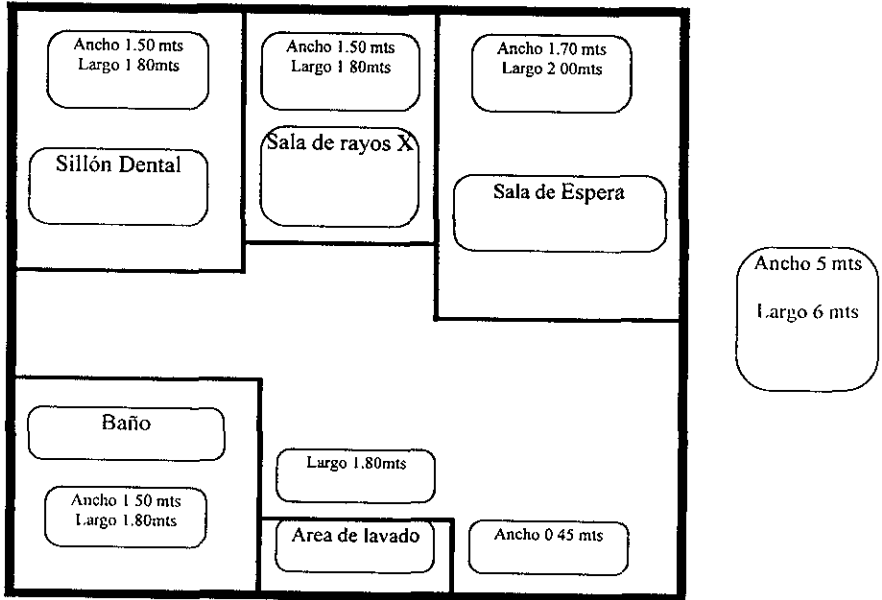 Ancho 1.50 mts
Largo 1 80mts
Sillón Dental
Ancho 1.50 mts
Largo 1 80mts
Sala de rayos X
Ancho 1.70 mts
Largo 2 00mts
Sala de Espera
Ancho 5 mts
Largo 6 mts
Baño
Ancho 1 50 mts
Largo 1.80mts
Largo 1.80mts
Area de lavado
Ancho 0 45 mts